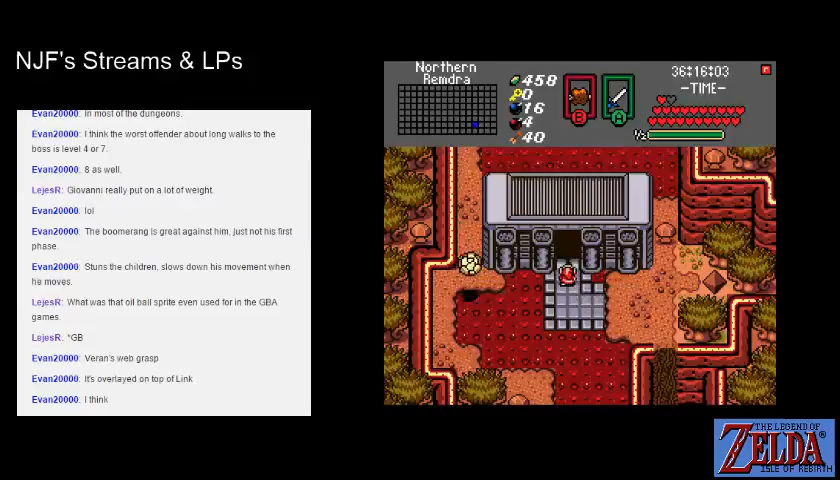 NJF's Streams & LPs
Evan20000: In most of the dungeons.
Evan20000: I think the worst offender about long walks to the
boss is level 4 or 7.
Evan20000: 8 as well.
LejesR: Giovanni really put on a lot of weight.
Evan20000: lol
Evan20000: The boomerang is great against him, just not his first
phase.
Evan20000: Stuns the children, slows down his movement when
he moves.
LejesR: What was that oil ball sprite even used for in the GBA
games.
LejesR: *GB
Evan20000: Veran's web grasp
Evan20000: It's overlayed on top of Link
Evan20000: I think
Northern
Remdra
458
0
16
4
40
B
A
36:16:03
-TIME-
1/2
THE LEGEND OF
ZELDA®
ISLE OF REBIRTH